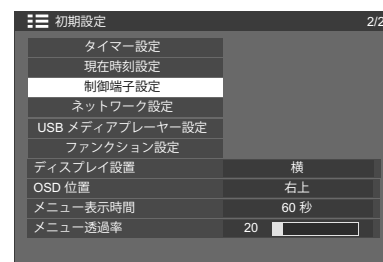 初期設定 2/2
タイマー設定
現在時刻設定
制御端子設定
ネットワーク設定
USB メディアプレーヤー設定
ファンクション設定
ディスプレイ設置 横
OSD 位置 右上
メニュー表示時間 60 秒
メニュー透過率 20